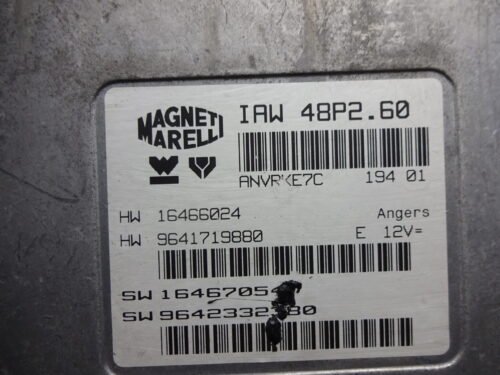 MAGNETI
MARELLI
IAW 48P2.60
ANVRKE7C 194 01
HW 16466024 Angers
HW 9641719880 E 12V=
SW
SW